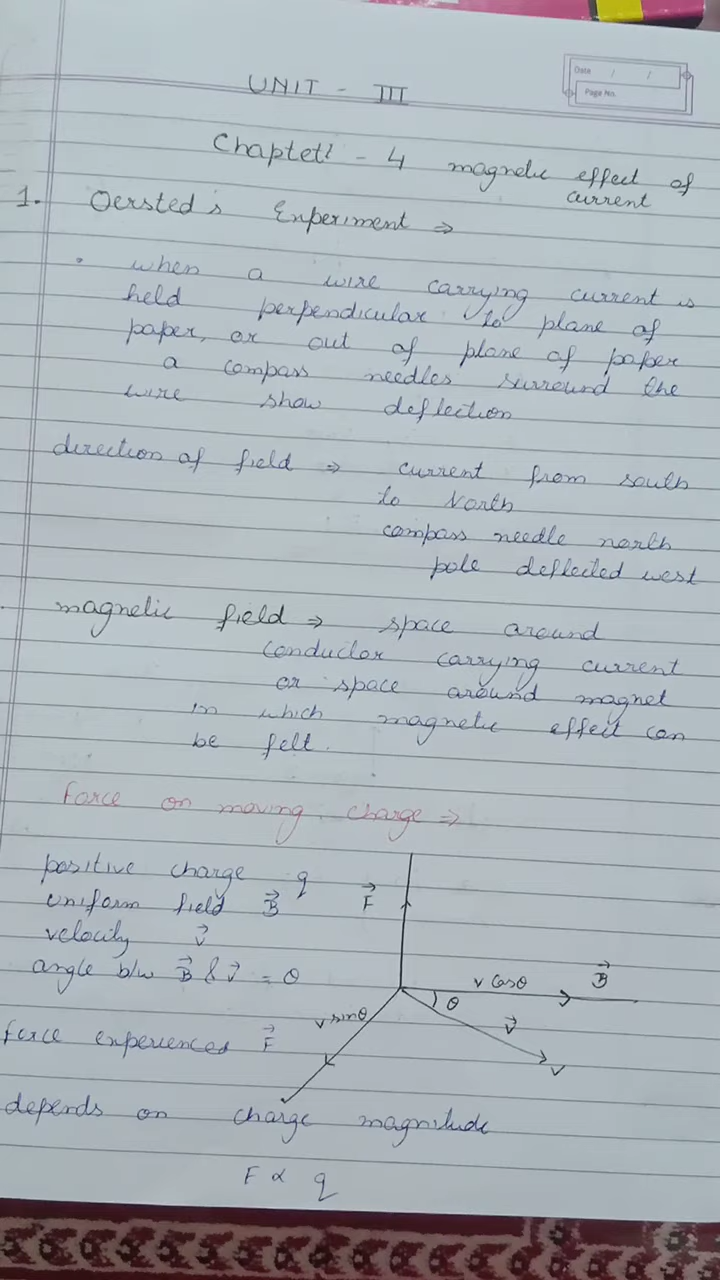 Date / /
Page No.
UNIT - III
Chapter - 4 magnetic effect of
current
1. Oersted's Experiment ⇒
• when a wire carrying current is
held perpendicular to plane of
paper, or out of plane of paper
a compass needles surround the
wire show deflection
direction of field ⇒ current from south
to North
compass needle north
pole deflected west
magnetic field ⇒ space around
conductor carrying current
or space around magnet
in which magnetic effect can
be felt.
Force on moving charge ⇒
positive charge q
uniform field B⃗ F⃗
velocity v⃗
angle b/w B⃗ & v⃗ = θ
v cosθ B⃗
θ
v sinθ v⃗
force experiences F⃗
v
depends on charge magnitude
F ∝ q